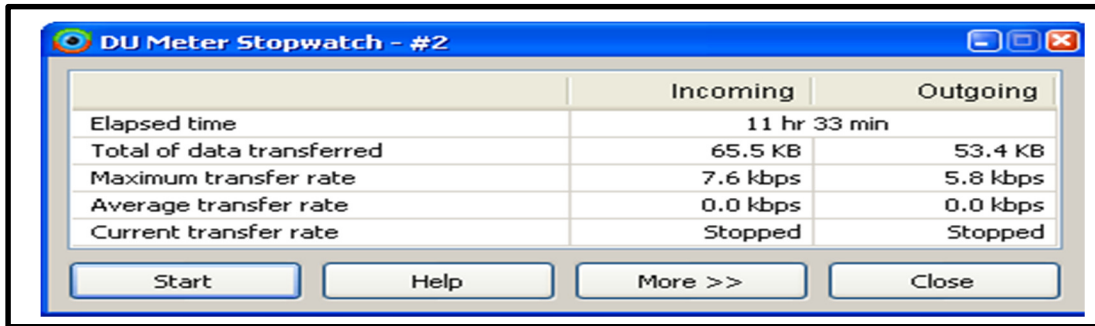 DU Meter Stopwatch - #2
Incoming Outgoing
Elapsed time 11 hr 33 min
Total of data transferred 65.5 KB 53.4 KB
Maximum transfer rate 7.6 kbps 5.8 kbps
Average transfer rate 0.0 kbps 0.0 kbps
Current transfer rate Stopped Stopped
Start Help More >> Close